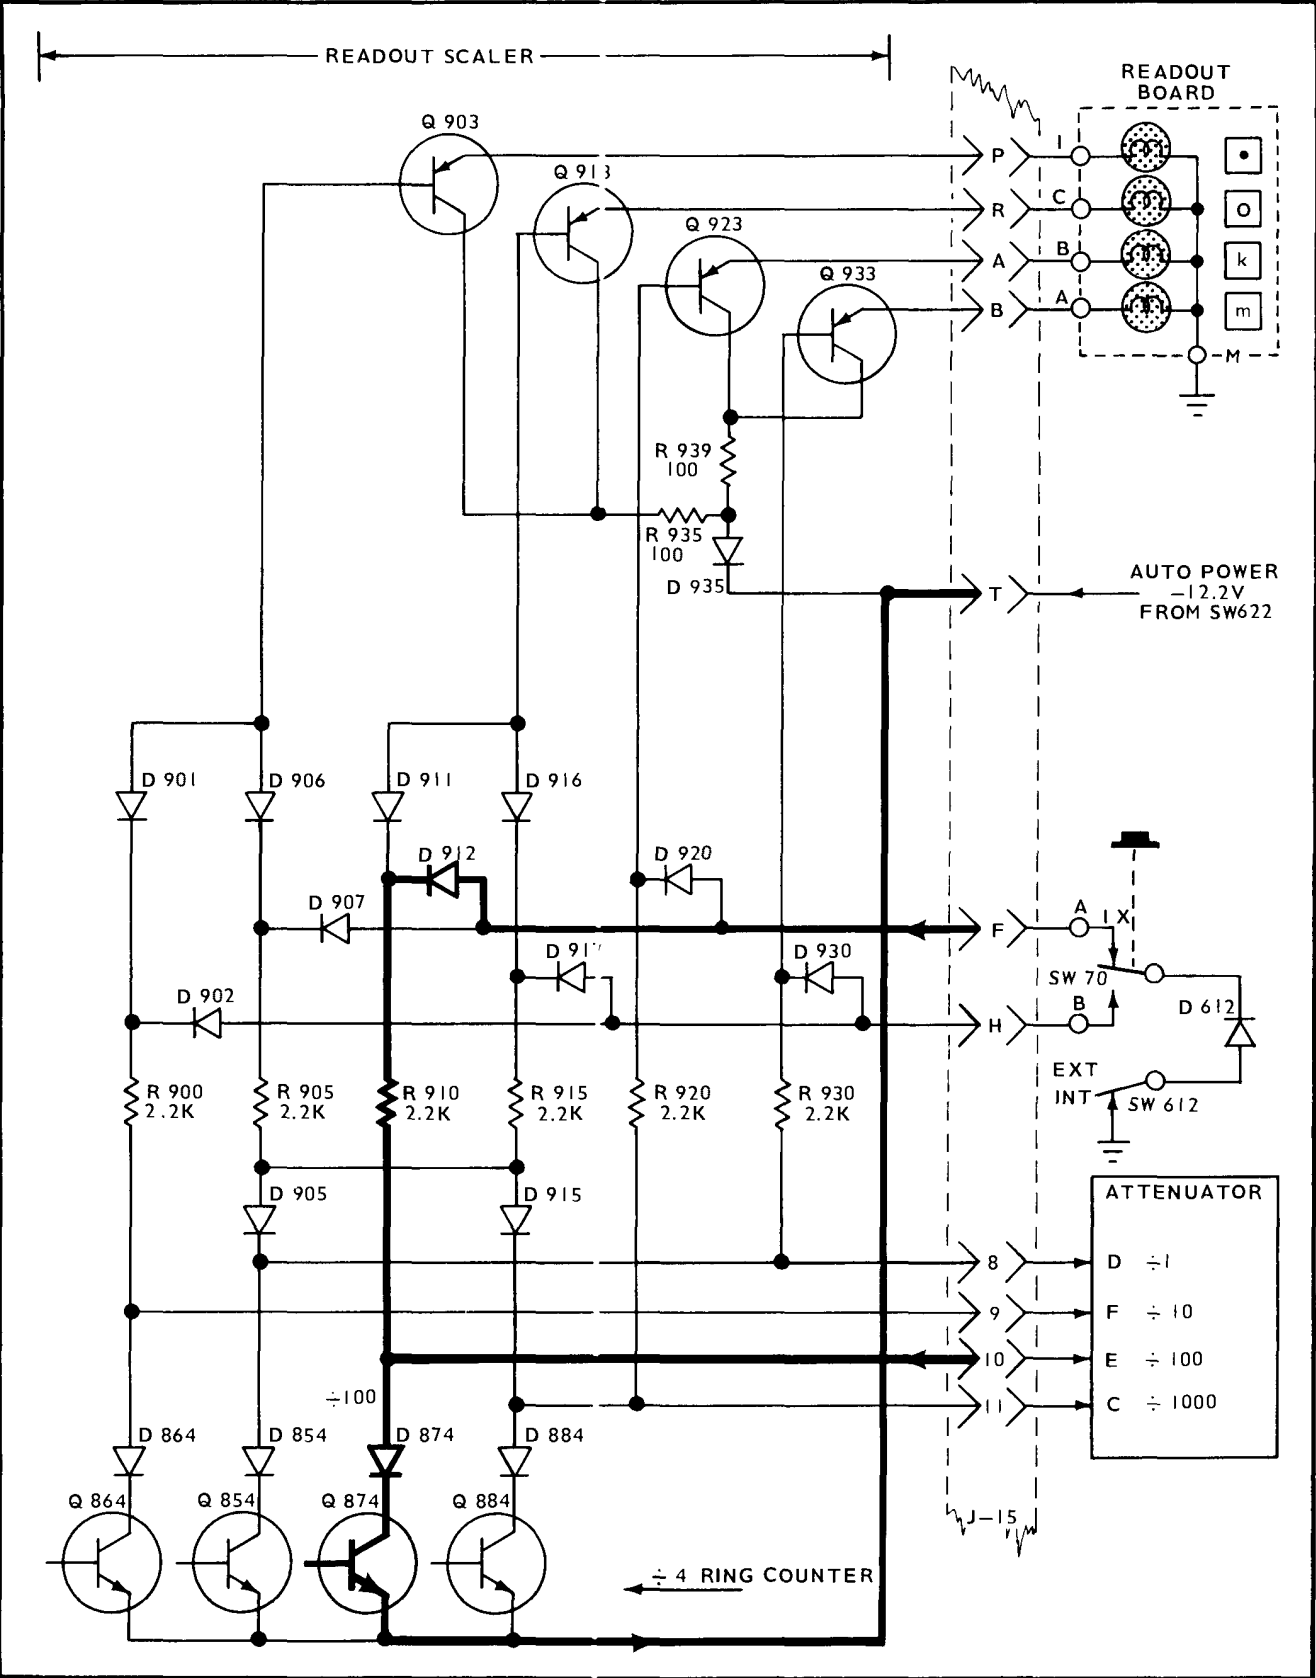 READOUT SCALER
READOUT
BOARD
Q 903
Q 913
Q 923
Q 933
P
I
R
C
O
A
B
k
B
A
m
M
R 939
100
R 935
100
D 935
T
AUTO POWER
–12.2V
FROM SW622
D 901
D 906
D 911
D 916
D 912
D 920
D 907
F
A
I X
D 930
SW 70
D 902
H
B
D 612
R 900
2.2K
R 905
2.2K
R 910
2.2K
R 915
2.2K
R 920
2.2K
R 930
2.2K
EXT
INT
SW 612
D 905
D 915
ATTENUATOR
8
D ÷1
9
F ÷ 10
10
E ÷ 100
11
C ÷ 1000
÷100
D 864
D 854
D 874
D 884
Q 864
Q 854
Q 874
Q 884
J–15
÷ 4 RING COUNTER